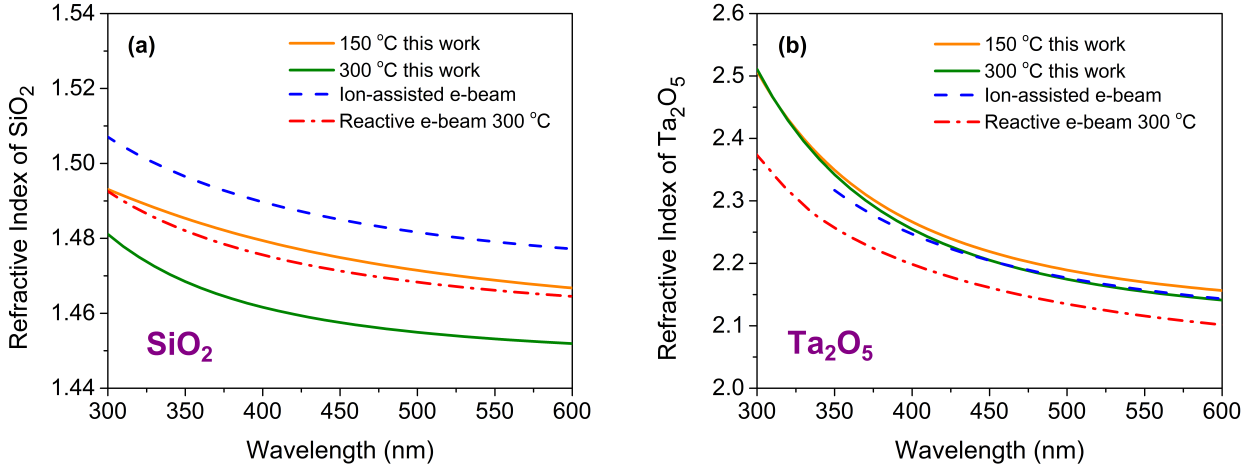 (a)
150 °C this work
300 °C this work
Ion-assisted e-beam
Reactive e-beam 300 °C
1.54
1.52
1.50
1.48
1.46
1.44
Refractive Index of SiO₂
SiO₂
300 350 400 450 500 550 600
Wavelength (nm)
(b)
150 °C this work
300 °C this work
Ion-assisted e-beam
Reactive e-beam 300 °C
2.6
2.5
2.4
2.3
2.2
2.1
2.0
Refractive Index of Ta₂O₅
Ta₂O₅
300 350 400 450 500 550 600
Wavelength (nm)